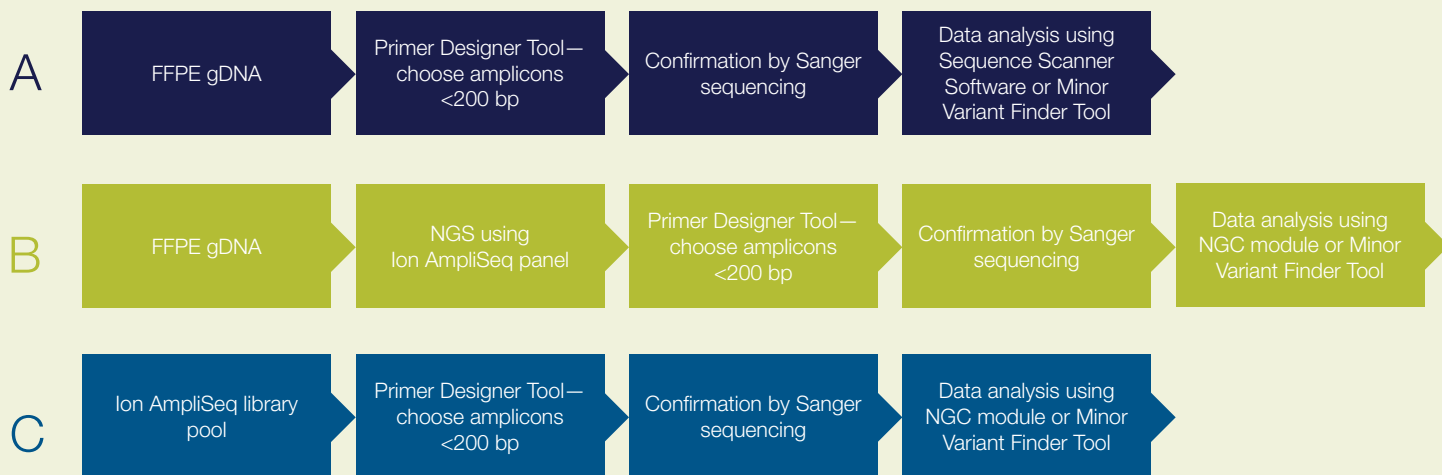 A
FFPE gDNA
Primer Designer Tool—
choose amplicons
<200 bp
Confirmation by Sanger
sequencing
Data analysis using
Sequence Scanner
Software or Minor
Variant Finder Tool
B
FFPE gDNA
NGS using
Ion AmpliSeq panel
Primer Designer Tool—
choose amplicons
<200 bp
Confirmation by Sanger
sequencing
Data analysis using
NGC module or Minor
Variant Finder Tool
C
Ion AmpliSeq library
pool
Primer Designer Tool—
choose amplicons
<200 bp
Confirmation by Sanger
sequencing
Data analysis using
NGC module or Minor
Variant Finder Tool